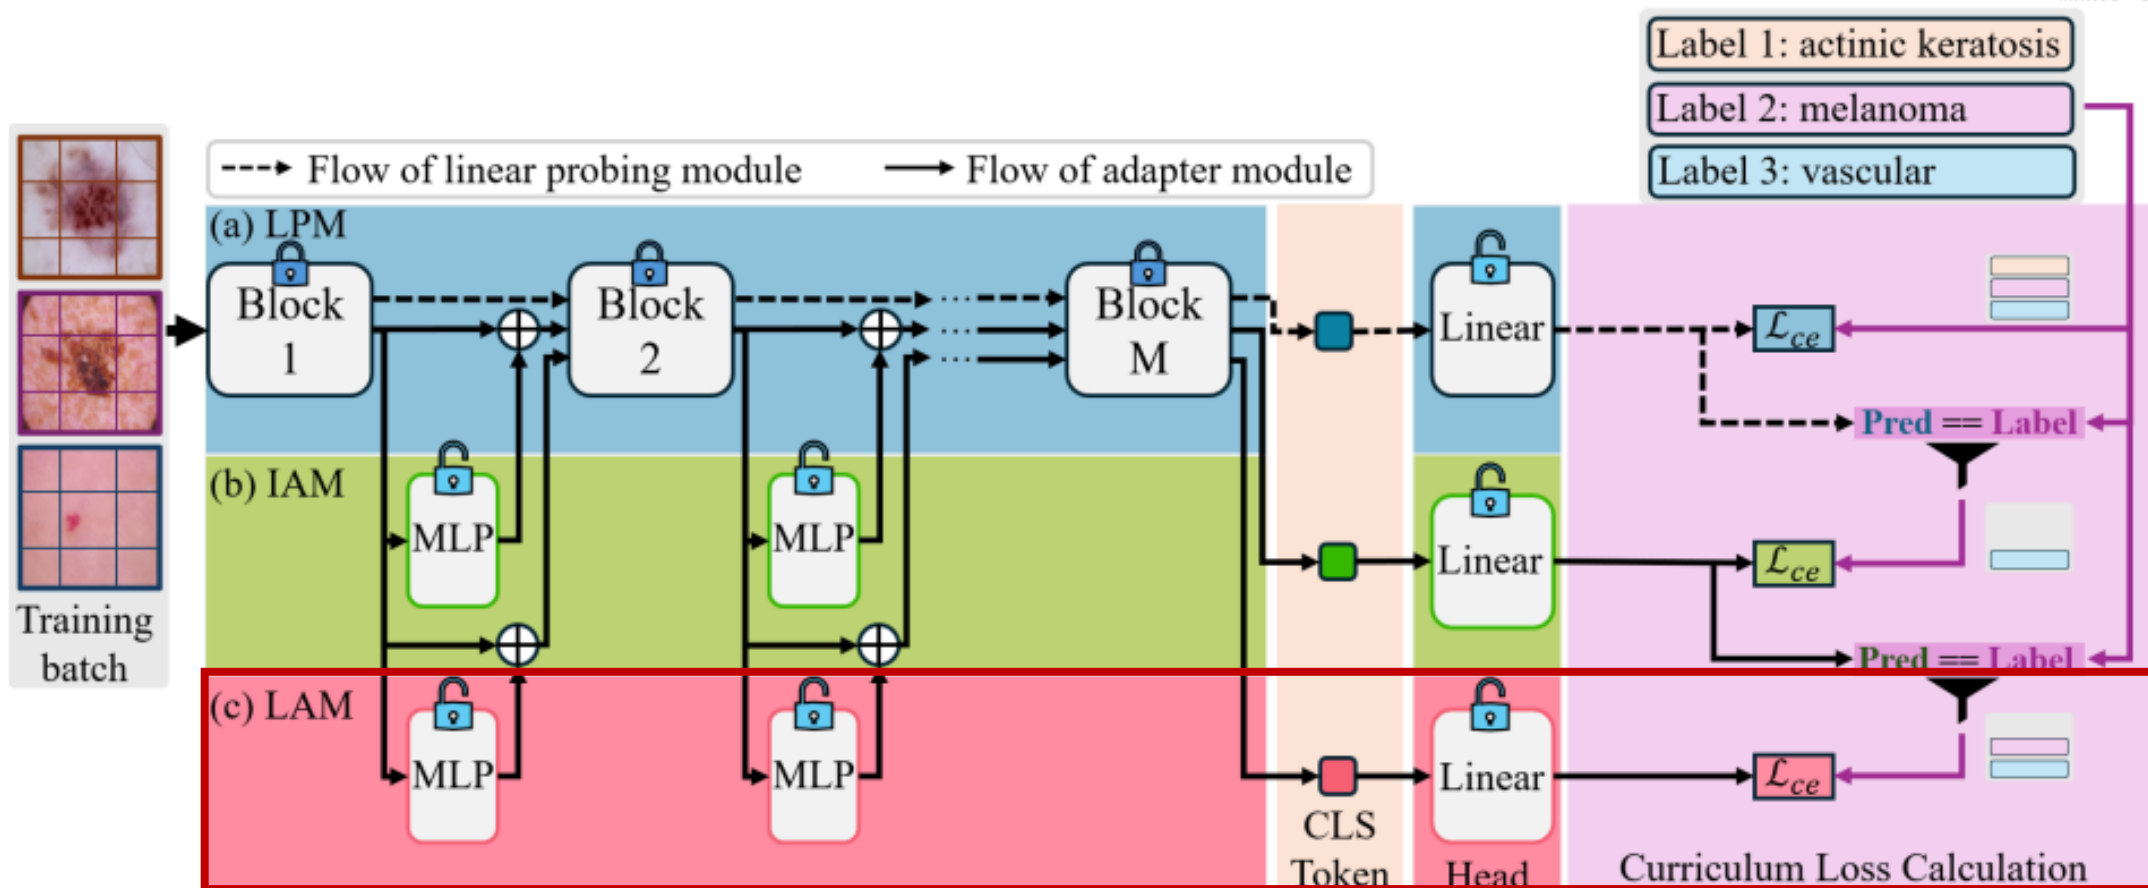 Label 1: actinic keratosis
Label 2: melanoma
Label 3: vascular
Flow of linear probing module
Flow of adapter module
(a) LPM
Block
1
Block
2
...
...
...
Block
M
Linear
ℒce
Pred == Label
(b) IAM
MLP
MLP
Linear
ℒce
Pred == Label
Training
batch
(c) LAM
MLP
MLP
CLS
Token
Linear
Head
ℒce
Curriculum Loss Calculation